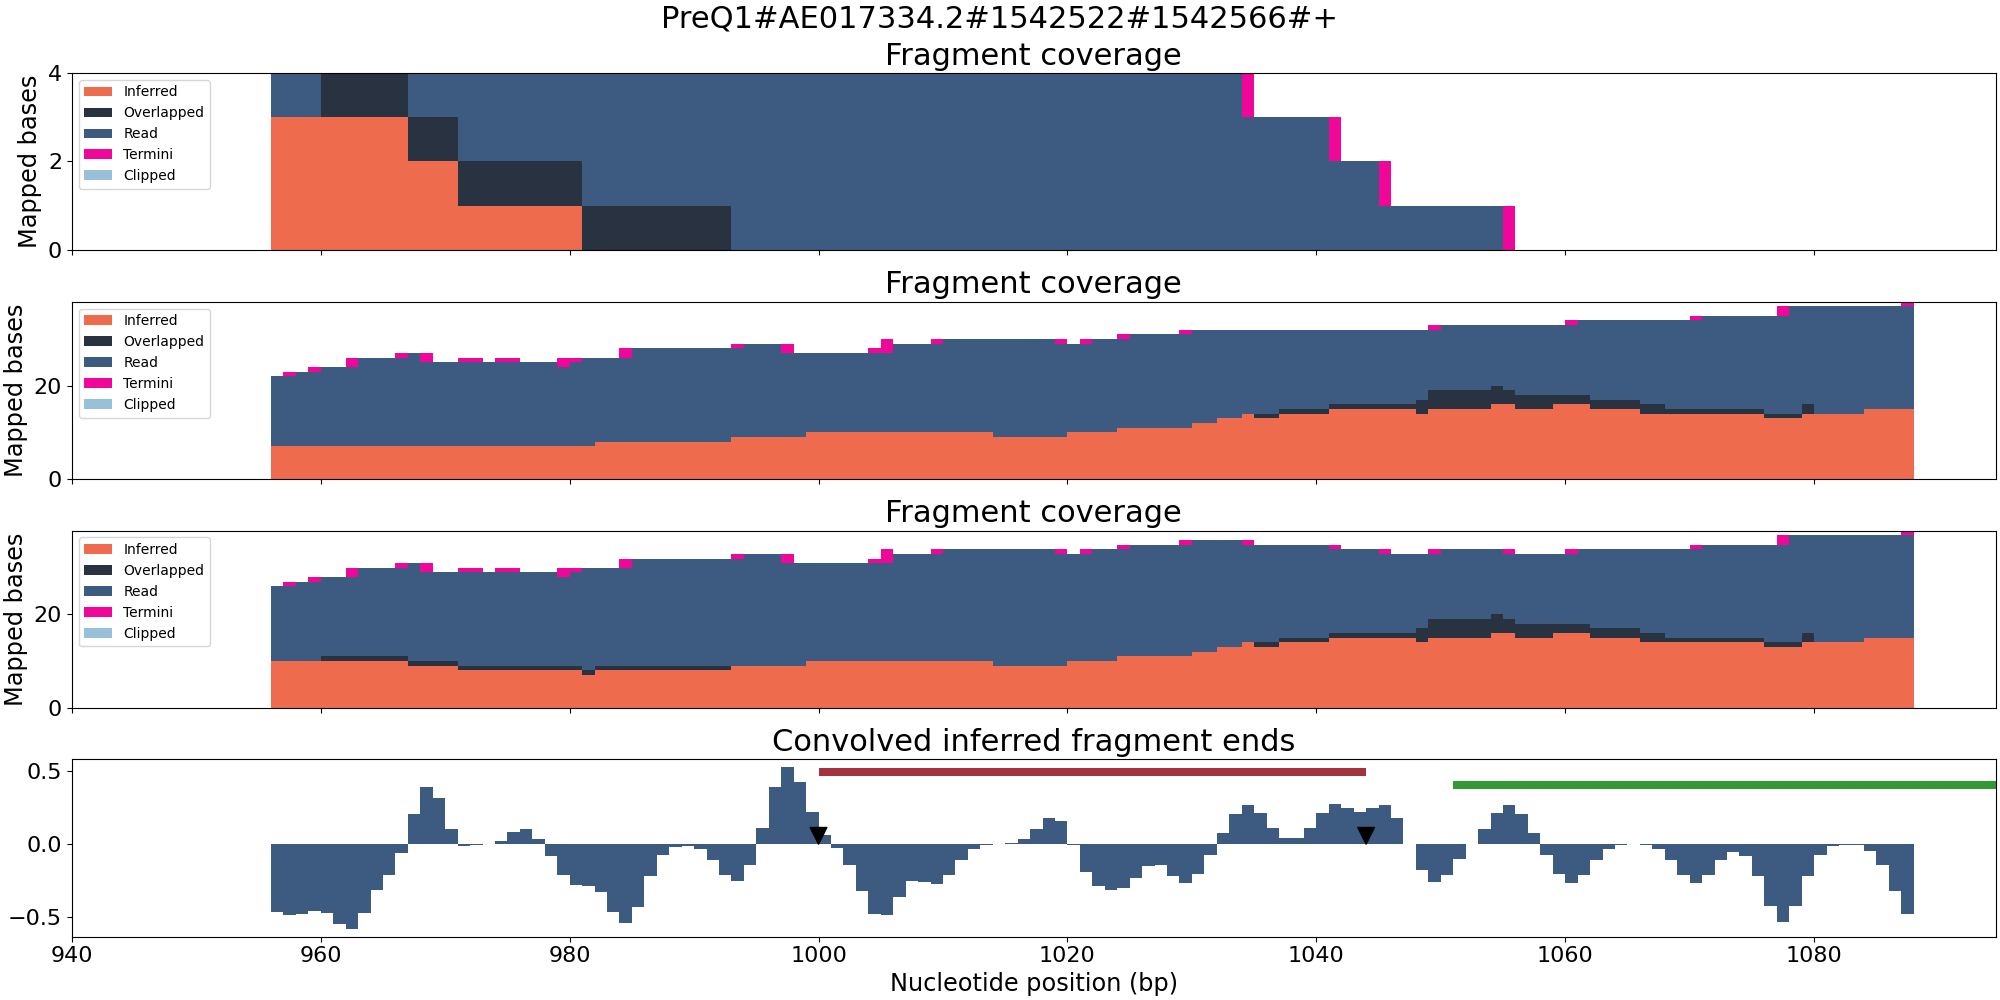 PreQ1#AE017334.2#1542522#1542566#+
Fragment coverage
Mapped bases
4
2
0
Inferred
Overlapped
Read
Termini
Clipped
Fragment coverage
Mapped bases
20
0
Inferred
Overlapped
Read
Termini
Clipped
Fragment coverage
Mapped bases
20
0
Inferred
Overlapped
Read
Termini
Clipped
Convolved inferred fragment ends
0.5
0.0
−0.5
940 960 980 1000 1020 1040 1060 1080
Nucleotide position (bp)